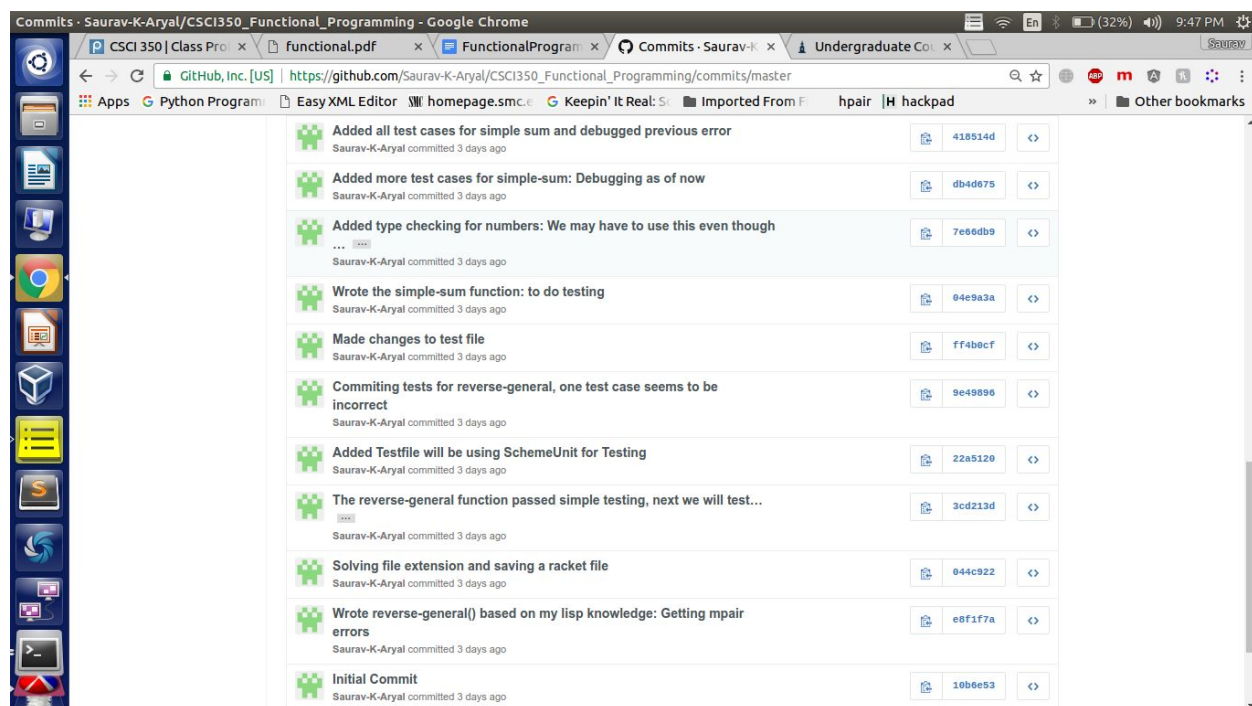 Commits · Saurav-K-Aryal/CSCI350_Functional_Programming - Google Chrome En (32%) 9:47 PM
CSCI 350 | Class Pro × functional.pdf × FunctionalProgram × Commits · Saurav-K × Undergraduate Cou × Saurav
GitHub, Inc. [US] | https://github.com/Saurav-K-Aryal/CSCI350_Functional_Programming/commits/master ABP m
Apps G Python Program Easy XML Editor homepage.smc.e G Keepin' It Real: Sc Imported From F hpair H hackpad » Other bookmarks
Added all test cases for simple sum and debugged previous error
Saurav-K-Aryal committed 3 days ago
418514d <>
Added more test cases for simple-sum: Debugging as of now
Saurav-K-Aryal committed 3 days ago
db4d675 <>
Added type checking for numbers: We may have to use this even though
… ...
Saurav-K-Aryal committed 3 days ago
7e66db9 <>
Wrote the simple-sum function: to do testing
Saurav-K-Aryal committed 3 days ago
04e9a3a <>
Made changes to test file
Saurav-K-Aryal committed 3 days ago
ff4b0cf <>
Commiting tests for reverse-general, one test case seems to be
incorrect
Saurav-K-Aryal committed 3 days ago
9e49896 <>
Added Testfile will be using SchemeUnit for Testing
Saurav-K-Aryal committed 3 days ago
22a5120 <>
The reverse-general function passed simple testing, next we will test…
...
Saurav-K-Aryal committed 3 days ago
3cd213d <>
Solving file extension and saving a racket file
Saurav-K-Aryal committed 3 days ago
044c922 <>
Wrote reverse-general() based on my lisp knowledge: Getting mpair
errors
Saurav-K-Aryal committed 3 days ago
e8f1f7a <>
Initial Commit
Saurav-K-Aryal committed 3 days ago
10b6e53 <>